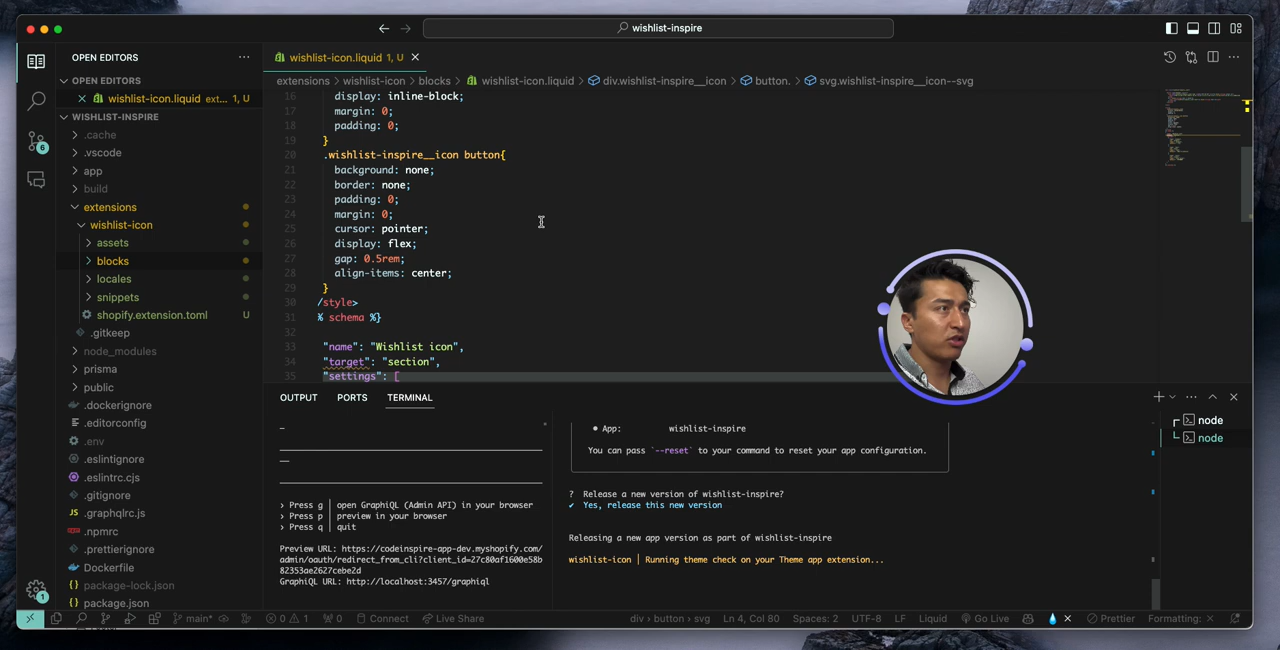 wishlist-inspire
OPEN EDITORS
wishlist-icon.liquid 1, U
OPEN EDITORS
extensions > wishlist-icon > blocks > wishlist-icon.liquid > div.wishlist-inspire__icon > button. > svg.wishlist-inspire__icon--svg
wishlist-icon.liquid ext... 1, U
WISHLIST-INSPIRE
.cache
.vscode
app
build
extensions
wishlist-icon
assets
blocks
locales
snippets
shopify.extension.toml U
.gitkeep
node_modules
prisma
public
.dockerignore
.editorconfig
.env
.eslintignore
.eslintrc.cjs
.gitignore
JS .graphqlrc.js
.npmrc
.prettierignore
Dockerfile
package-lock.json
package.json
16 display: inline-block;
17 margin: 0;
18 padding: 0;
19 }
20 .wishlist-inspire__icon button{
21 background: none;
22 border: none;
23 padding: 0;
24 margin: 0;
25 cursor: pointer;
26 display: flex;
27 gap: 0.5rem;
28 align-items: center;
29 }
30 /style>
31 % schema %}
32
33 "name": "Wishlist icon",
34 "target": "section",
35 "settings": [
OUTPUT PORTS TERMINAL
› Press g | open GraphiQL (Admin API) in your browser
› Press p | preview in your browser
› Press q | quit
Preview URL: https://codeinspire-app-dev.myshopify.com/
admin/oauth/redirect_from_cli?client_id=27c80af1600e58b
82353ae2627cebe2d
GraphiQL URL: http://localhost:3457/graphiql
• App: wishlist-inspire
You can pass `--reset` to your command to reset your app configuration.
? Release a new version of wishlist-inspire?
✔ Yes, release this new version
Releasing a new app version as part of wishlist-inspire
wishlist-icon | Running theme check on your Theme app extension...
node
node
6
1
main* 0 1 0 Connect Live Share div › button › svg Ln 4, Col 80 Spaces: 2 UTF-8 LF Liquid Go Live Prettier Formatting: ×